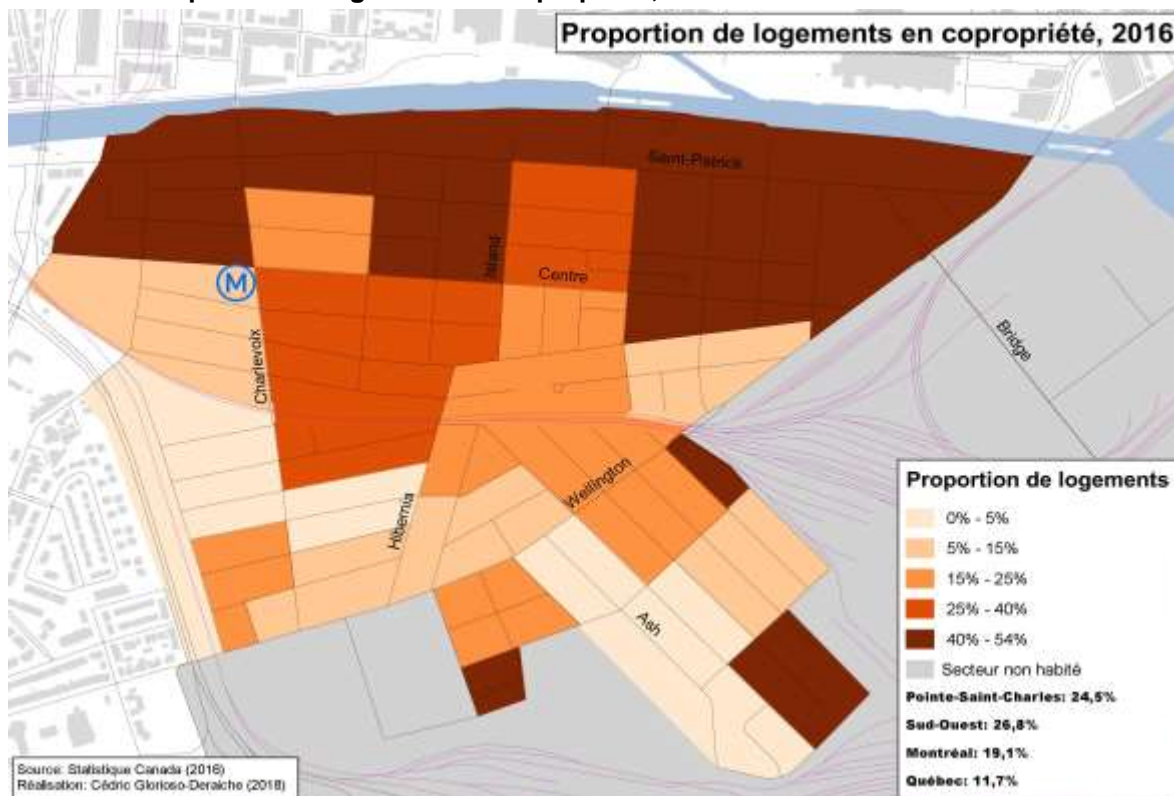 Proportion de logements en copropriété, 2016
Saint-Patrick
Island
Centre
M
Charlevoix
Bridge
Wellington
Hibernia
Ash
Proportion de logements
0% - 5%
5% - 15%
15% - 25%
25% - 40%
40% - 54%
Secteur non habité
Pointe-Saint-Charles: 24,5%
Sud-Ouest: 26,8%
Montréal: 19,1%
Québec: 11,7%
Source: Statistique Canada (2016)
Réalisation: Cédric Glorioso-Deraiche (2018)